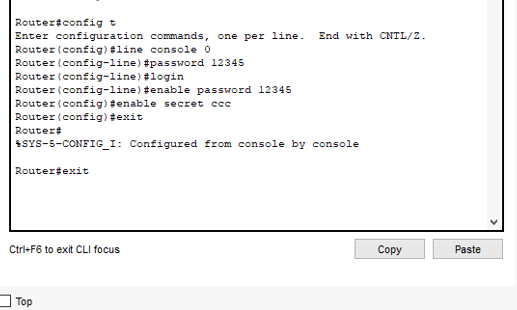 Router#config t
Enter configuration commands, one per line.  End with CNTL/Z.
Router(config)#line console 0
Router(config-line)#password 12345
Router(config-line)#login
Router(config-line)#enable password 12345
Router(config)#enable secret ccc
Router(config)#exit
Router#
%SYS-5-CONFIG_I: Configured from console by console
Router#exit
Ctrl+F6 to exit CLI focus
Copy
Paste
Top